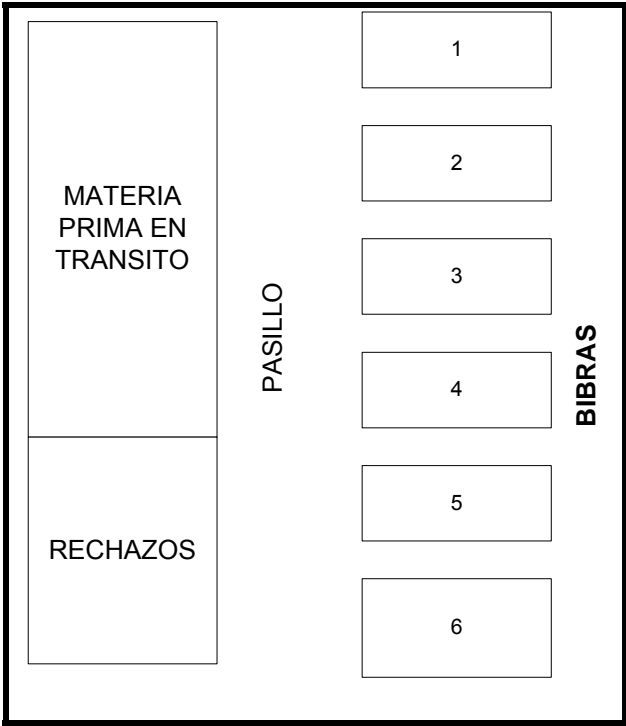 MATERIA
PRIMA EN
TRANSITO
RECHAZOS
PASILLO
1
2
3
4
5
6
BIBRAS